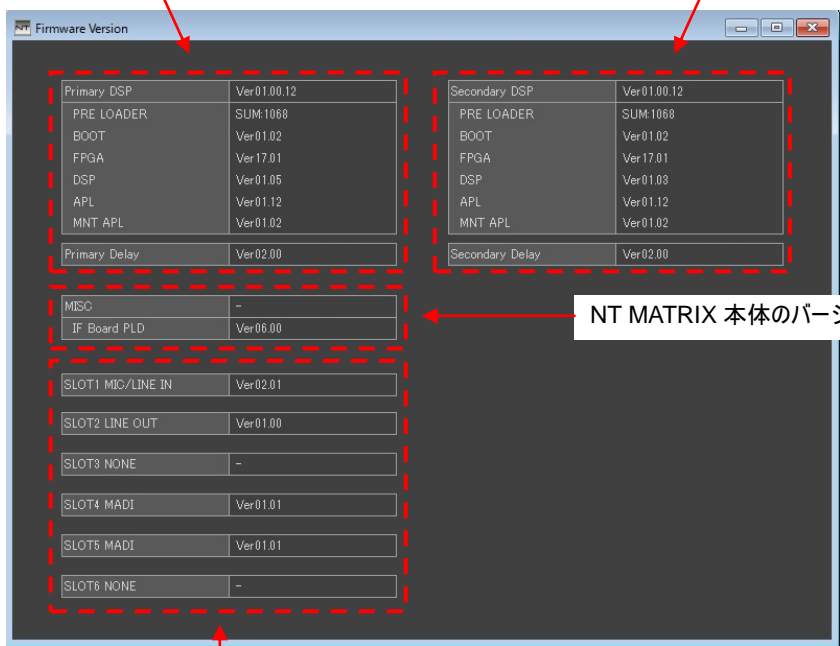 NT Firmware Version
Primary DSP Ver01.00.12
PRE LOADER SUM:1068
BOOT Ver01.02
FPGA Ver17.01
DSP Ver01.05
APL Ver01.12
MNT APL Ver01.02
Primary Delay Ver02.00
Secondary DSP Ver01.00.12
PRE LOADER SUM:1068
BOOT Ver01.02
FPGA Ver17.01
DSP Ver01.03
APL Ver01.12
MNT APL Ver01.02
Secondary Delay Ver02.00
MISC -
IF Board PLD Ver06.00
NT MATRIX 本体のバージ
SLOT1 MIC/LINE IN Ver02.01
SLOT2 LINE OUT Ver01.00
SLOT3 NONE -
SLOT4 MADI Ver01.01
SLOT5 MADI Ver01.01
SLOT6 NONE -